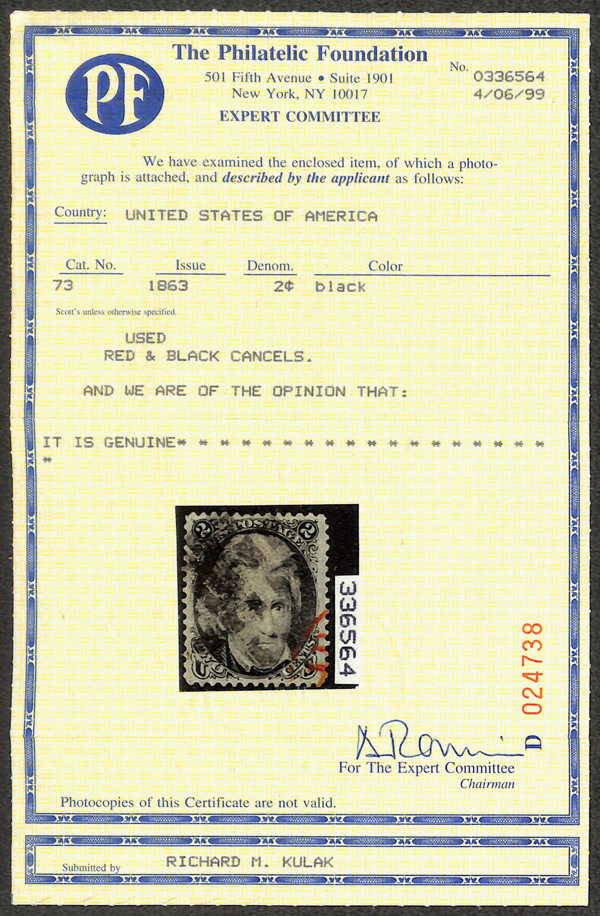 PF
The Philatelic Foundation
501 Fifth Avenue • Suite 1901
New York, NY 10017
EXPERT COMMITTEE
No. 0336564
4/06/99
We have examined the enclosed item, of which a photo-
graph is attached, and described by the applicant as follows:
Country: UNITED STATES OF AMERICA
Cat. No. Issue Denom. Color
73 1863 2¢ black
Scott's unless otherwise specified.
USED
RED & BLACK CANCELS.
AND WE ARE OF THE OPINION THAT:
IT IS GENUINE* * * * * * * * * * * * * * * * * *
*
2 POSTAGE 2
CENTS
336564
D 024738
For The Expert Committee
Chairman
Photocopies of this Certificate are not valid.
Submitted by RICHARD M. KULAK